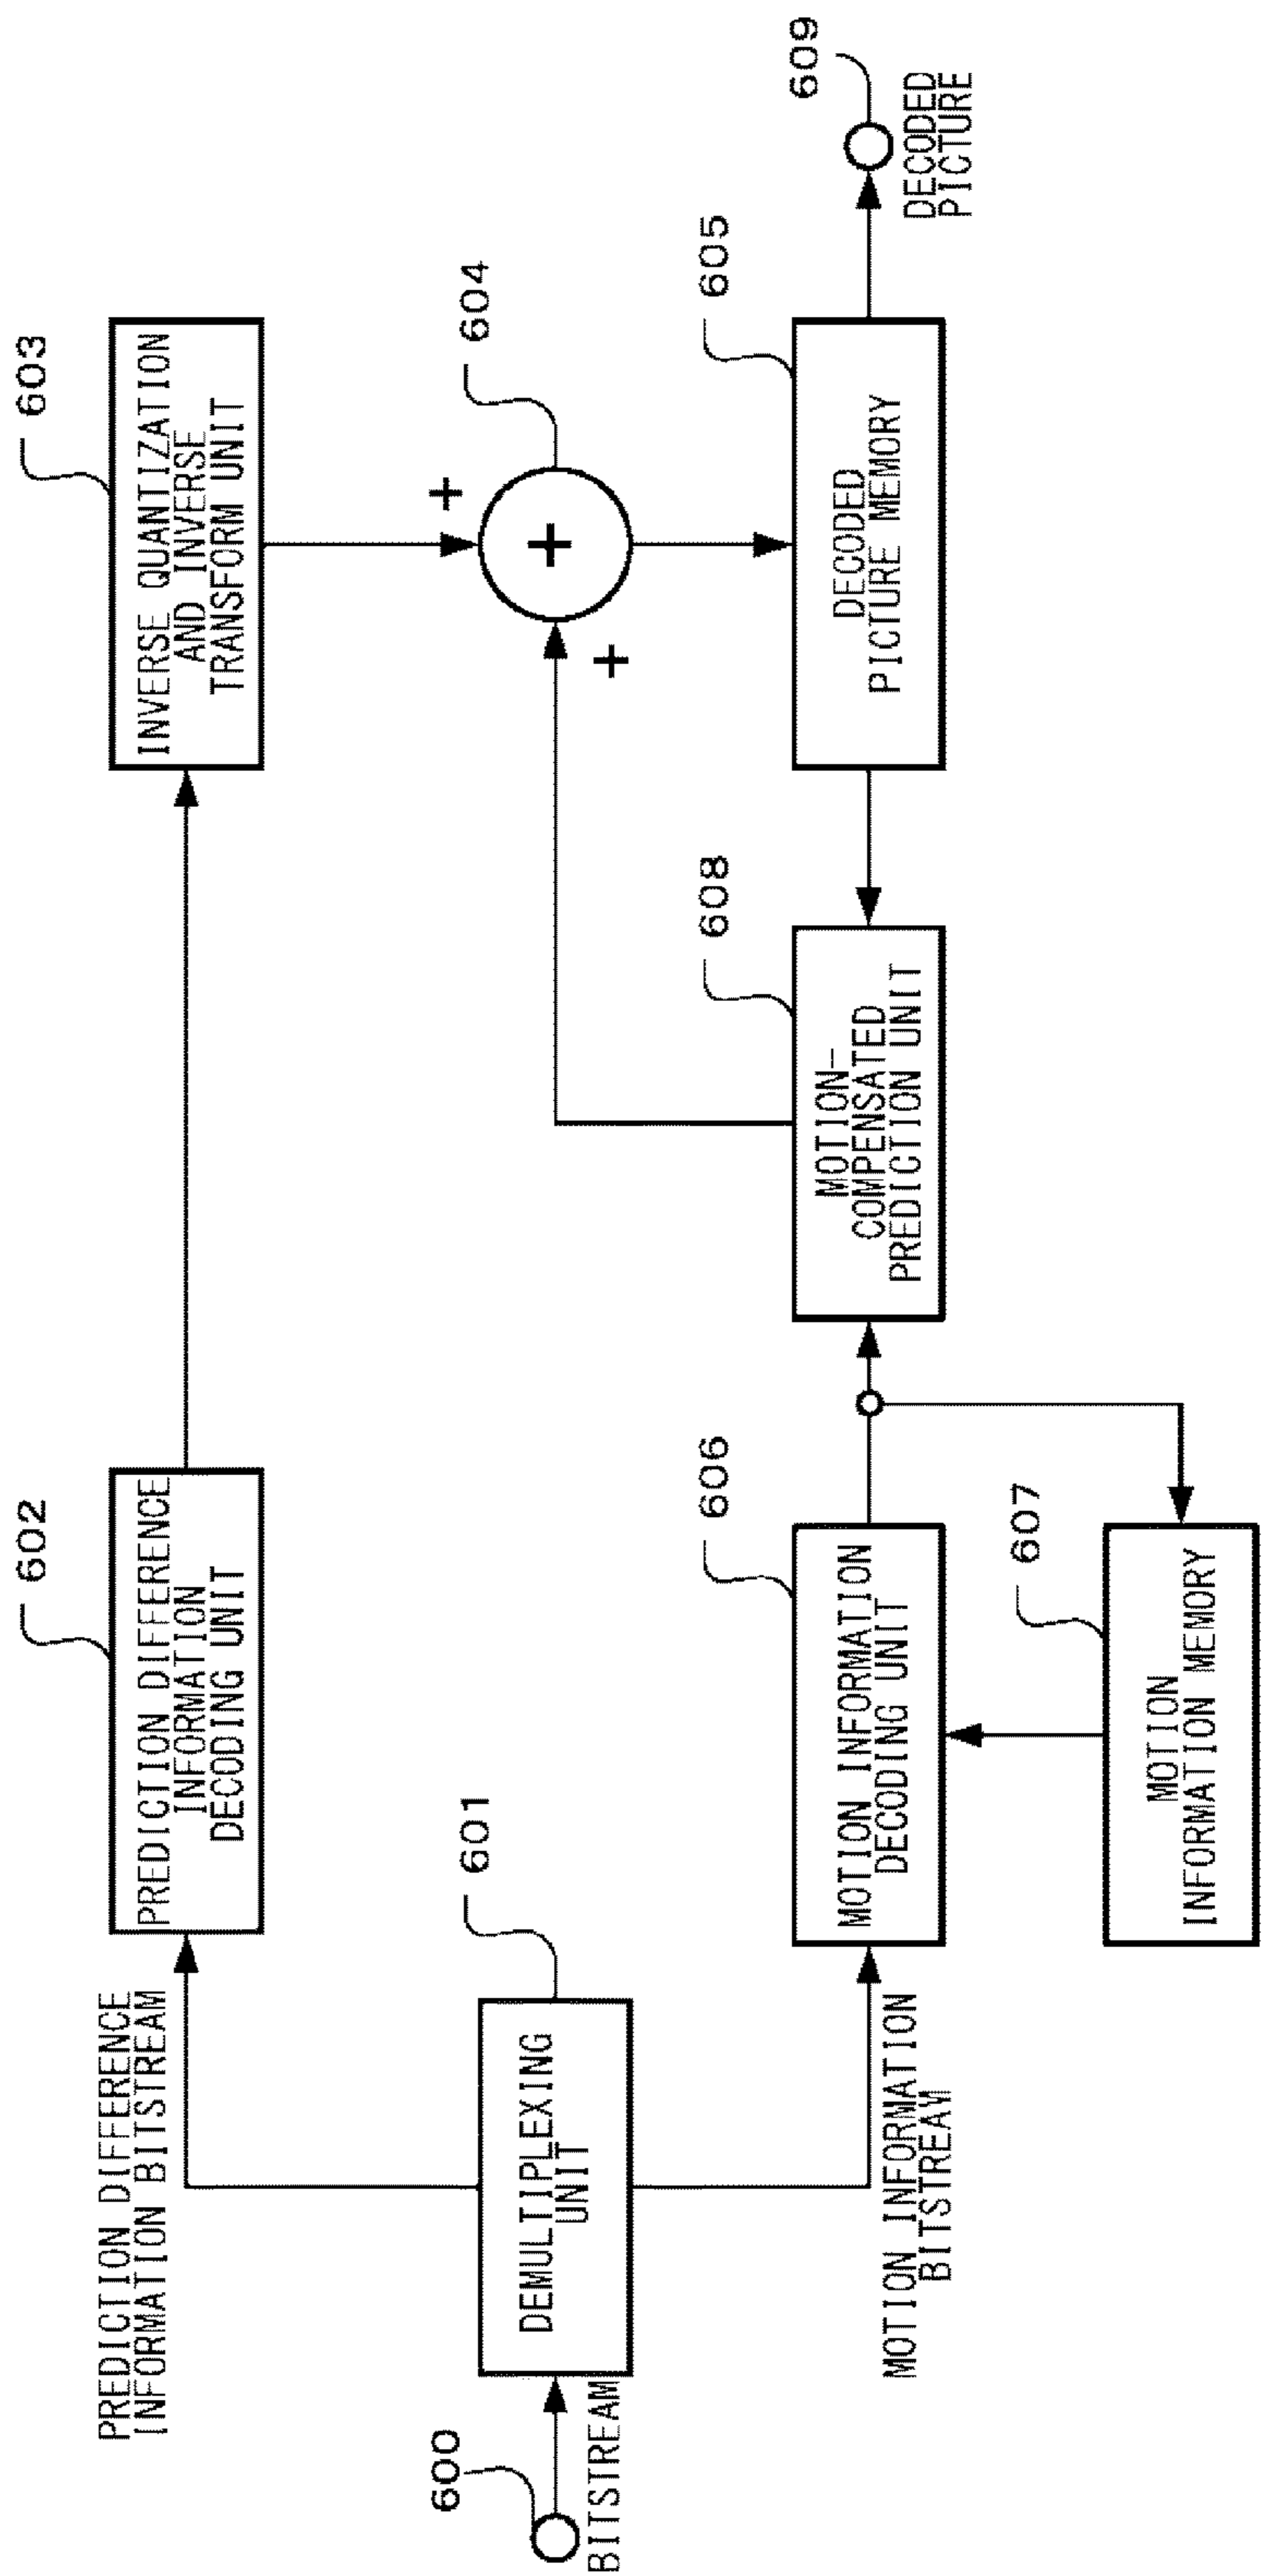 600
BITSTREAM
601
DEMULTIPLEXING
UNIT
PREDICTION DIFFERENCE
INFORMATION BITSTREAM
602
PREDICTION DIFFERENCE
INFORMATION
DECODING UNIT
603
INVERSE QUANTIZATION
AND INVERSE
TRANSFORM UNIT
+
604
+
+
MOTION INFORMATION
BITSTREAM
606
MOTION INFORMATION
DECODING UNIT
607
MOTION
INFORMATION MEMORY
608
MOTION-
COMPENSATED
PREDICTION UNIT
605
DECODED
PICTURE MEMORY
609
DECODED
PICTURE